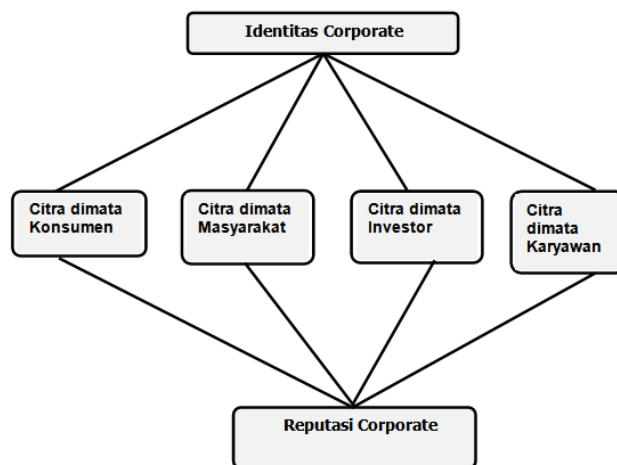 Identitas Corporate
Citra dimata
Konsumen
Citra dimata
Masyarakat
Citra dimata
Investor
Citra
dimata
Karyawan
Reputasi Corporate